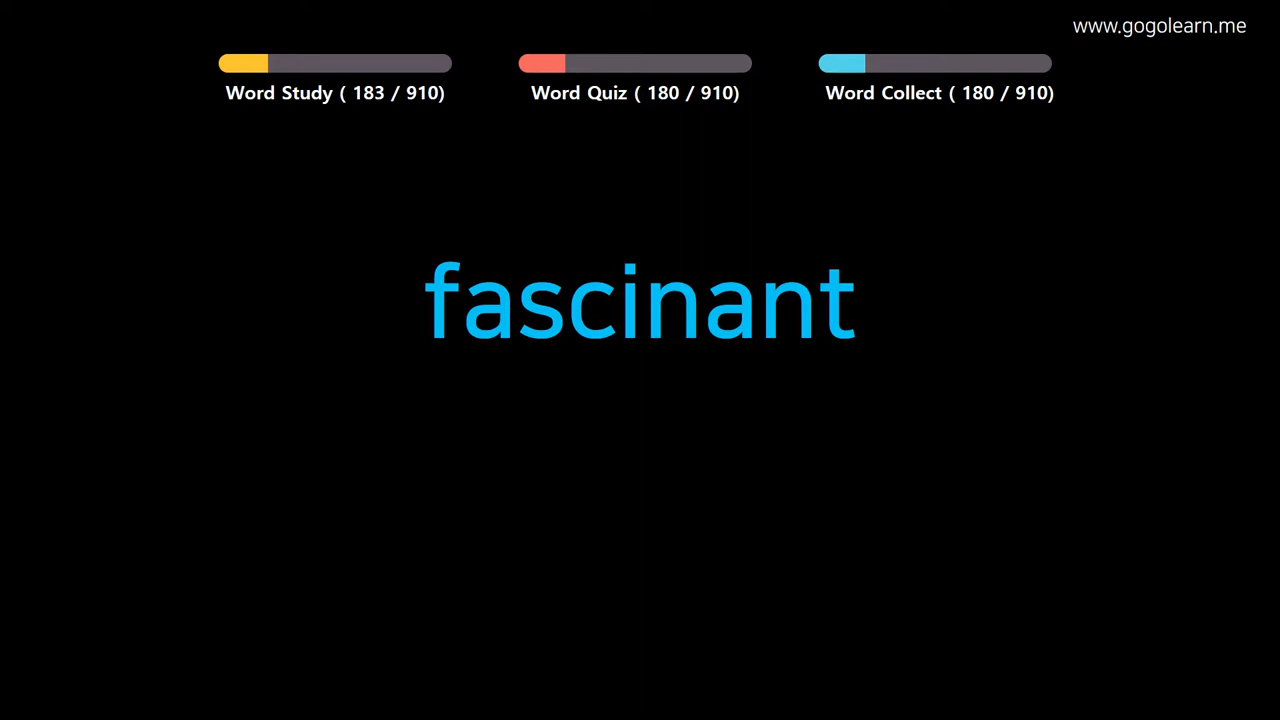 www.gogolearn.me
Word Study ( 183 / 910)
Word Quiz ( 180 / 910)
Word Collect ( 180 / 910)
fascinant